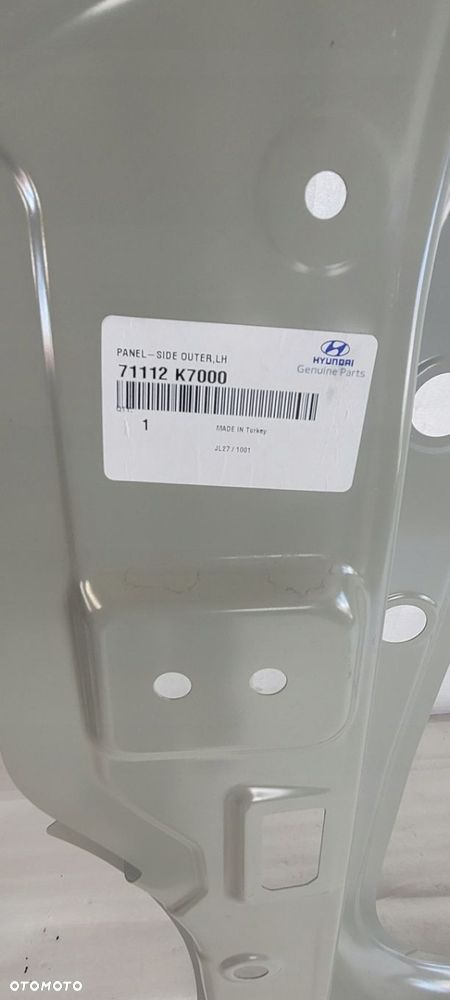 PANEL-SIDE OUTER,LH
HYUNDAI
Genuine Parts
71112 K7000
1
MADE IN Turkey
JL27 / 1001
OTOMOTO